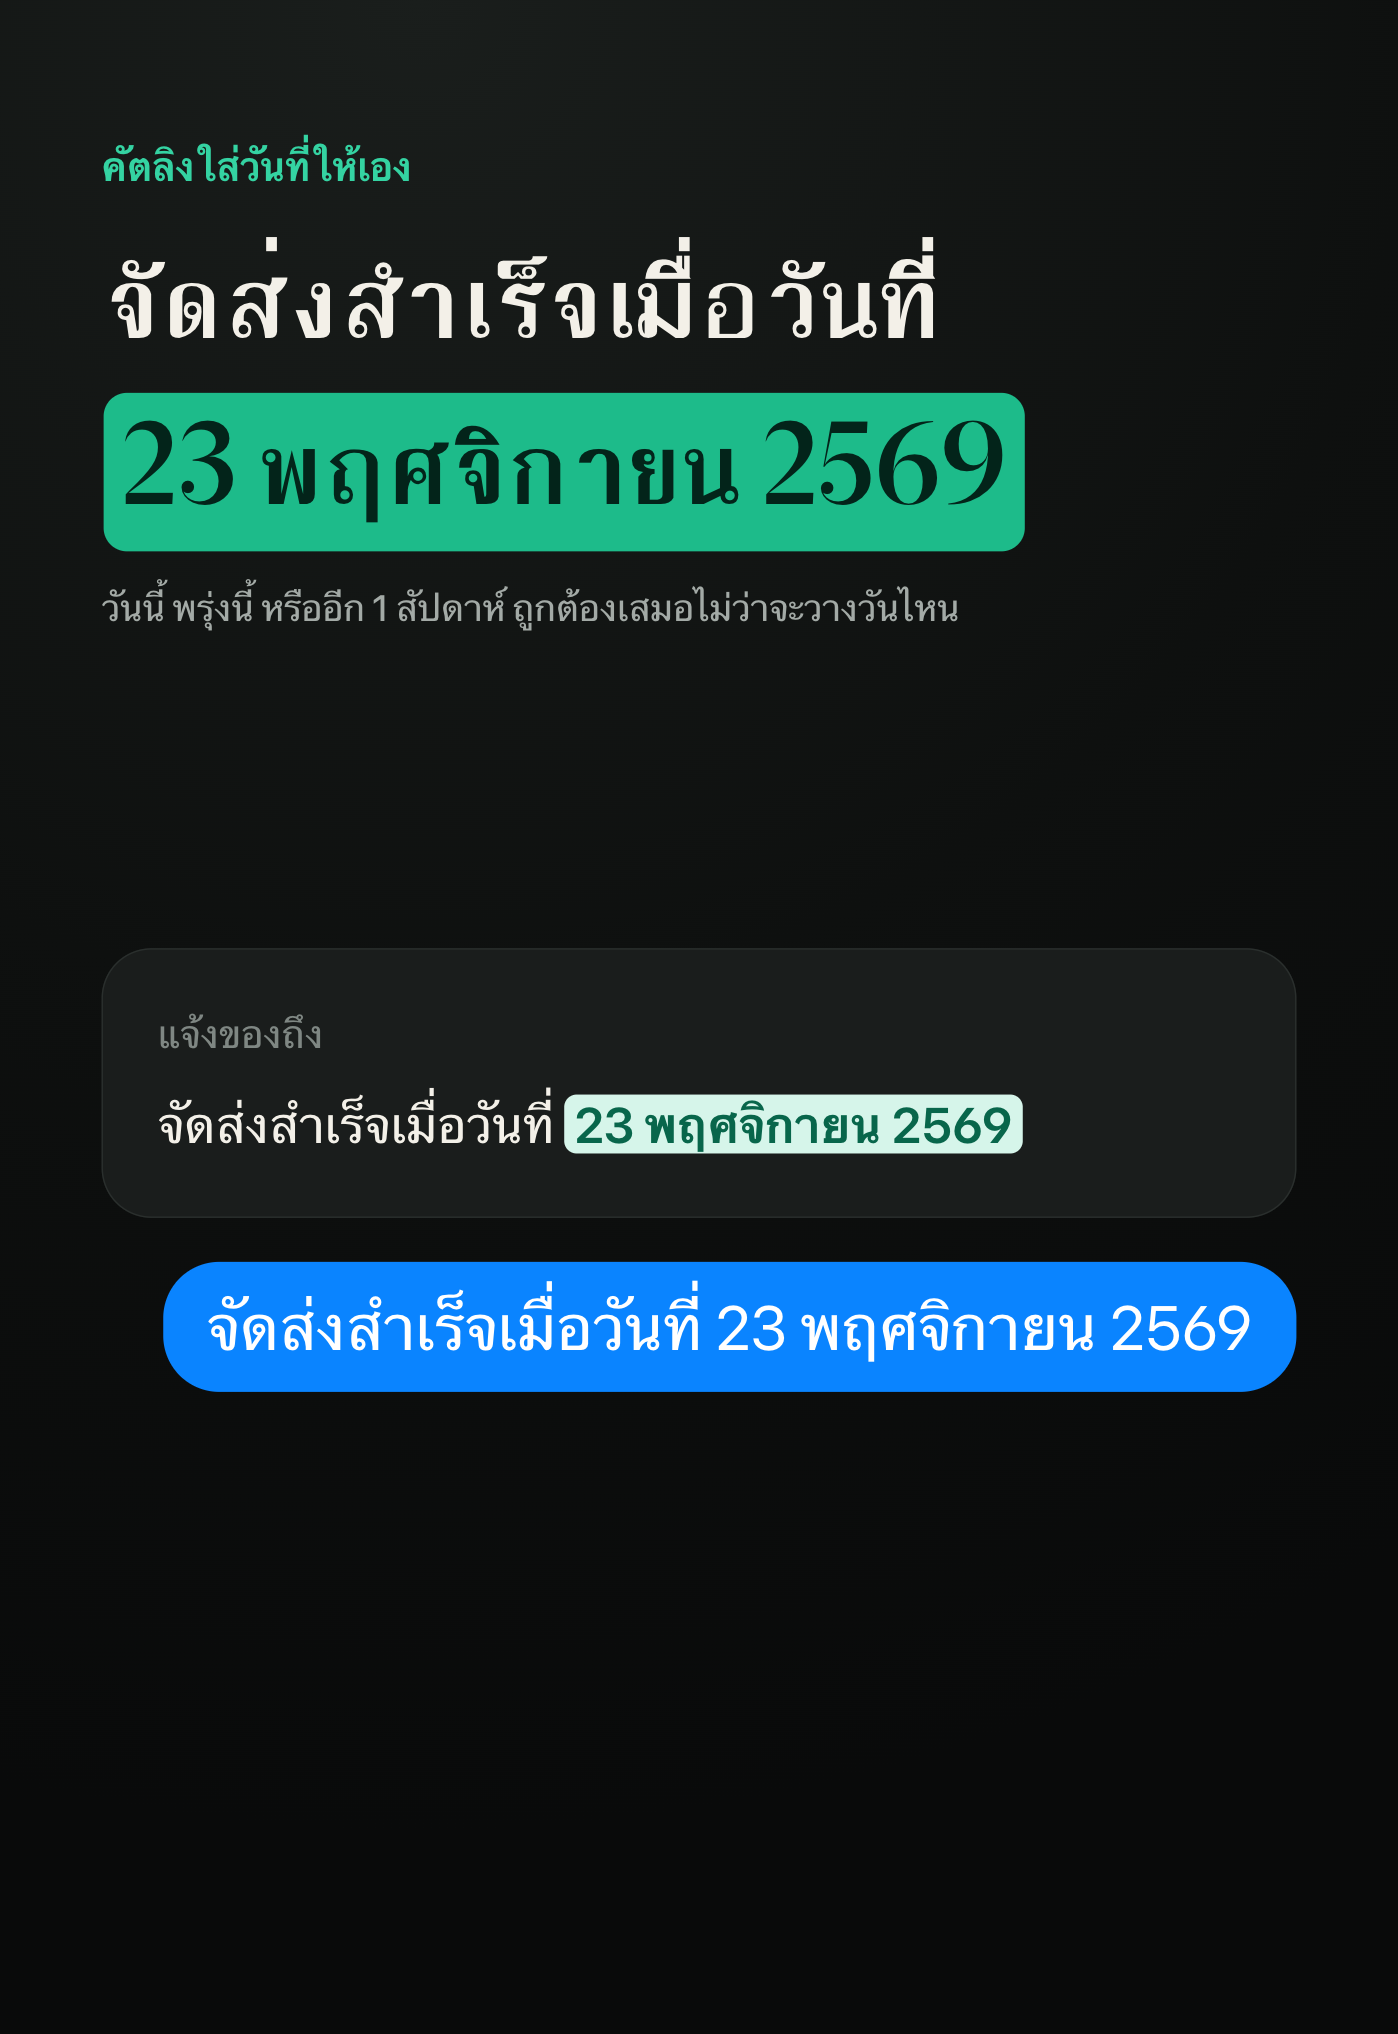 คัตลิงใส่วันที่ให้เอง
จัดส่งสำเร็จเมื่อวันที่
23 พฤศจิกายน 2569
วันนี้ พรุ่งนี้ หรืออีก 1 สัปดาห์ ถูกต้องเสมอไม่ว่าจะวางวันไหน
แจ้งของถึง
จัดส่งสำเร็จเมื่อวันที่ 23 พฤศจิกายน 2569
จัดส่งสำเร็จเมื่อวันที่ 23 พฤศจิกายน 2569